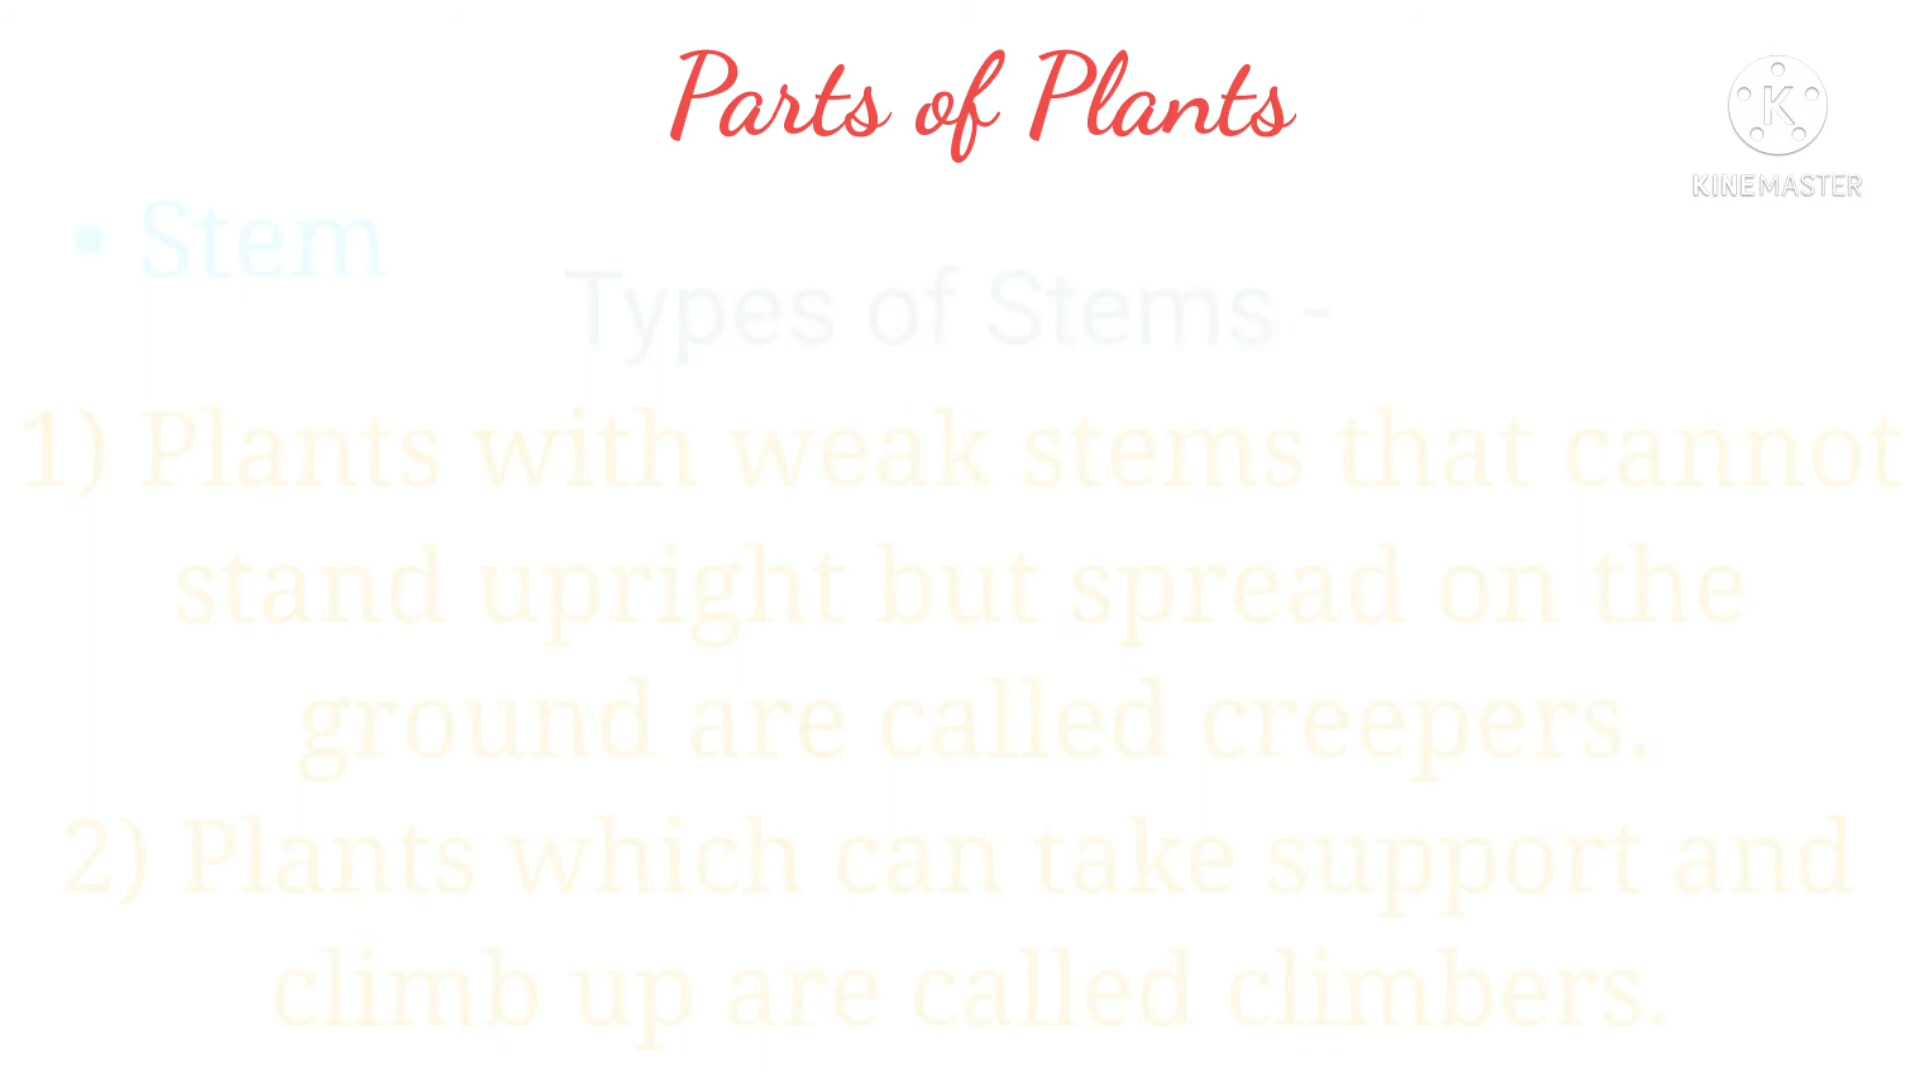 Parts of Plants
K
KINEMASTER
• Stem
Types of Stems -
1) Plants with weak stems that cannot
stand upright but spread on the
ground are called creepers.
2) Plants which can take support and
climb up are called climbers.